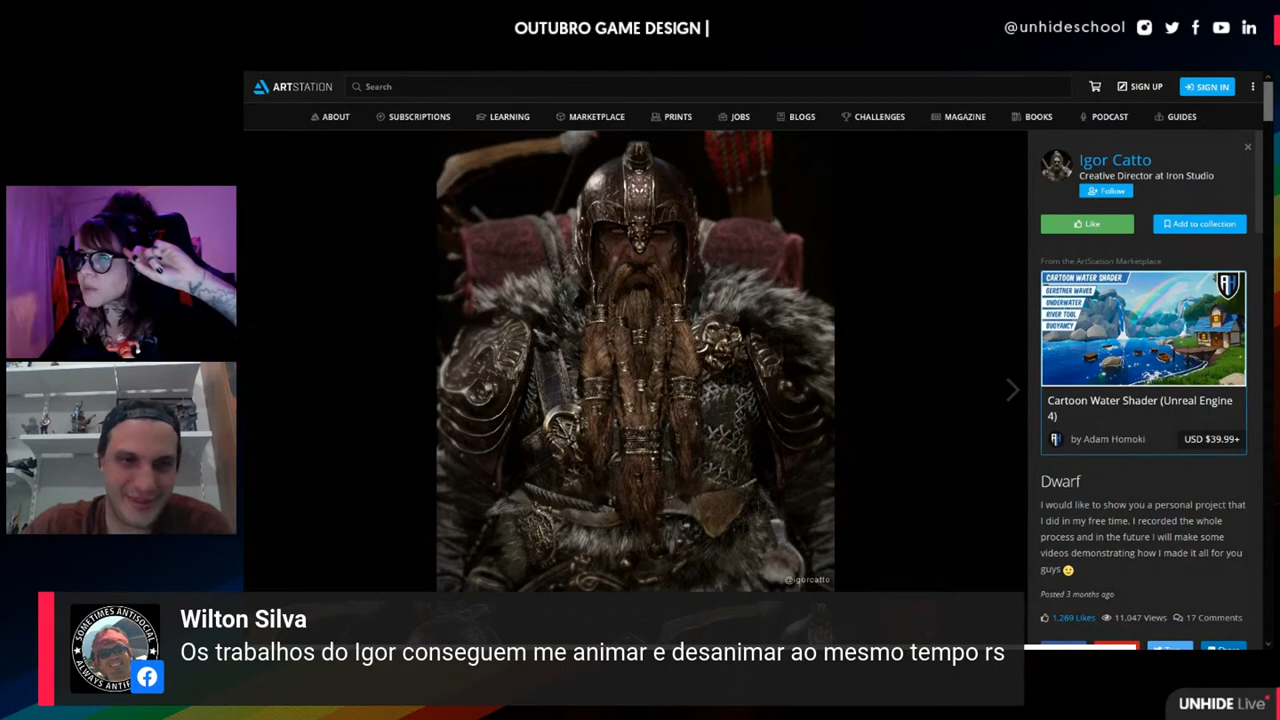 OUTUBRO GAME DESIGN |
@unhideschool
ARTSTATION
Search
SIGN UP
SIGN IN
ABOUT
SUBSCRIPTIONS
LEARNING
MARKETPLACE
PRINTS
JOBS
BLOGS
CHALLENGES
MAGAZINE
BOOKS
PODCAST
GUIDES
Igor Catto
Creative Director at Iron Studio
Follow
Like
Add to collection
From the ArtStation Marketplace
CARTOON WATER SHADER
GERSTNER WAVES
UNDERWATER
RIVER TOOL
BUOYANCY
Cartoon Water Shader (Unreal Engine
4)
by Adam Homoki
USD $39.99+
Dwarf
I would like to show you a personal project that
I did in my free time. I recorded the whole
process and in the future I will make some
videos demonstrating how I made it all for you
guys 🙂
Posted 3 months ago
1,269 Likes
11,047 Views
17 Comments
@igorcatto
SOMETIMES ANTISOCIAL
Wilton Silva
Os trabalhos do Igor conseguem me animar e desanimar ao mesmo tempo rs
UNHIDE Live